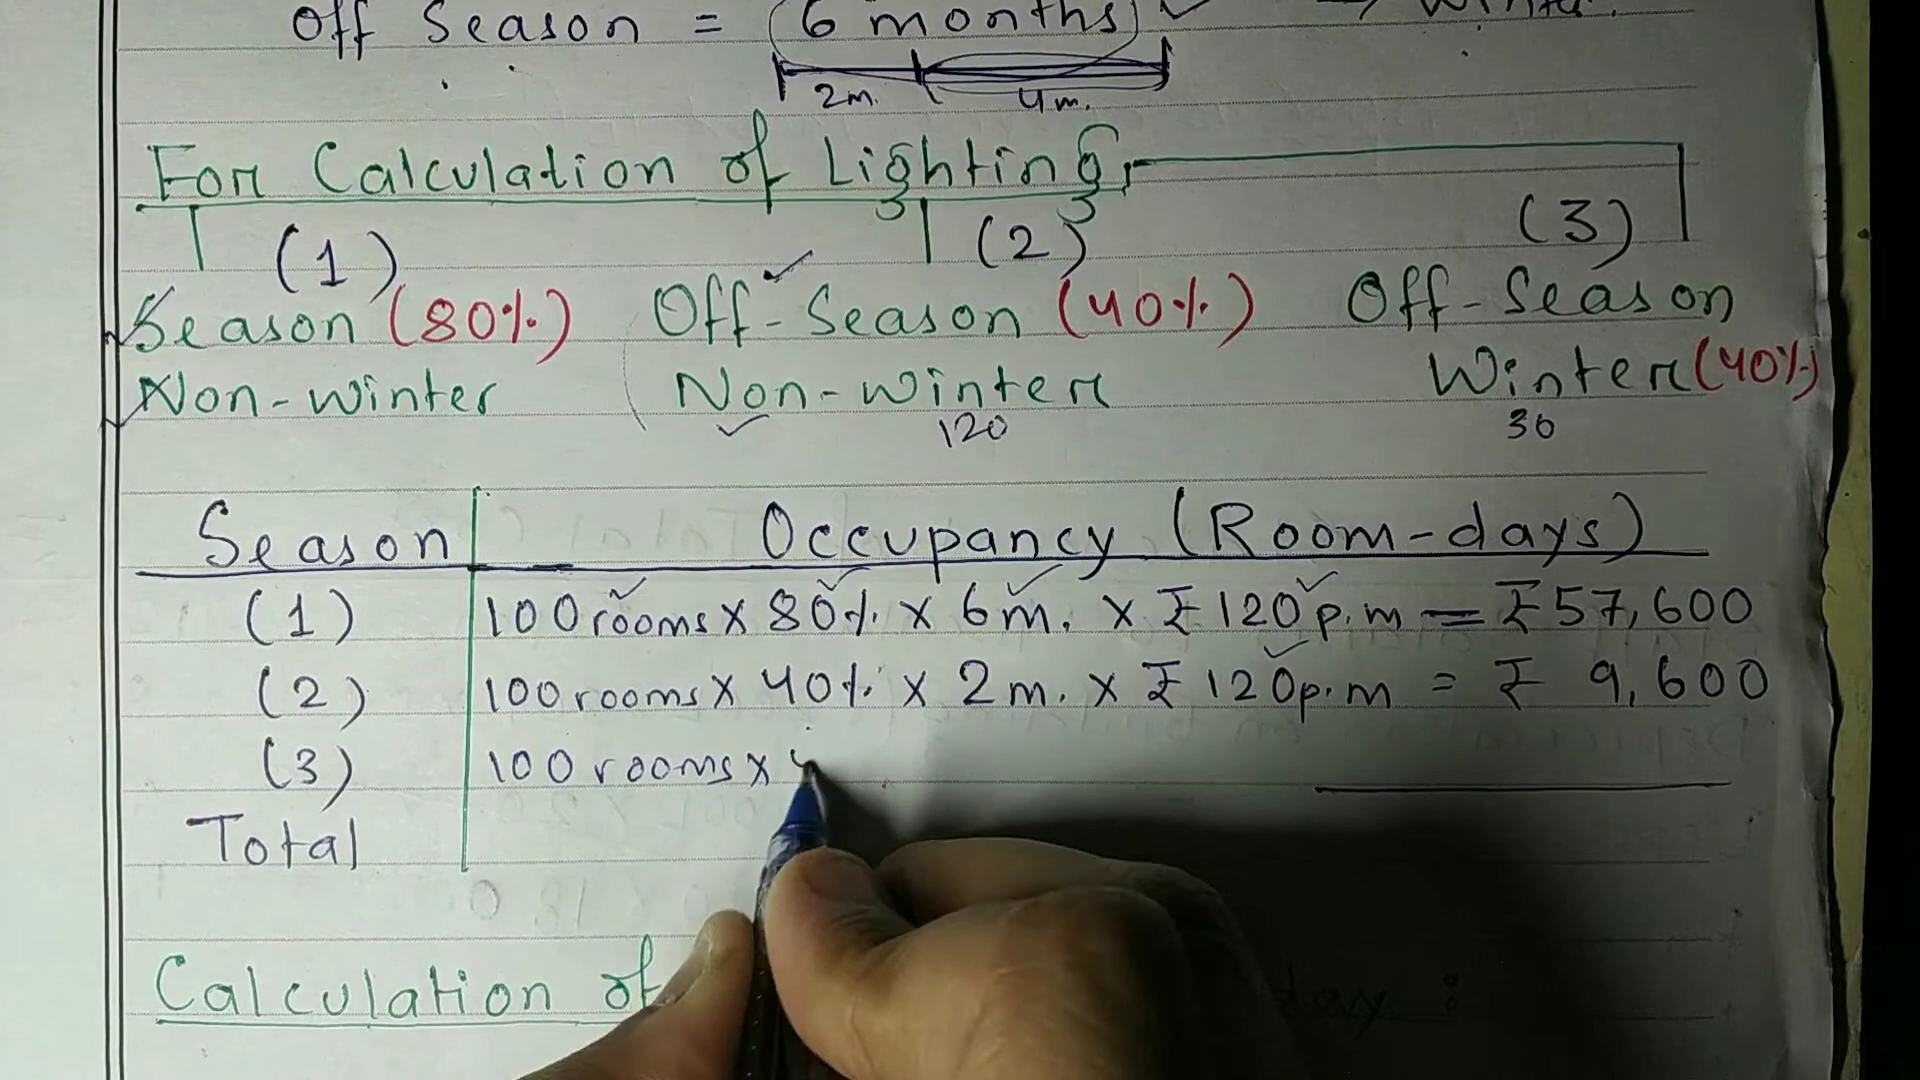 Off Season = 6 months ✓ → Winter.
2m. 4m.
For Calculation of Lighting,
(1) (2) (3)
Season (80%) Off-Season (40%) Off-Season
Non-Winter Non-Winter Winter (40%)
120 30
Season Occupancy (Room-days)
(1) 100 rooms x 80% x 6m. x ₹120 p.m = ₹57,600
(2) 100 rooms x 40% x 2m. x ₹120 p.m = ₹ 9,600
(3) 100 rooms x
Total
Calculation of